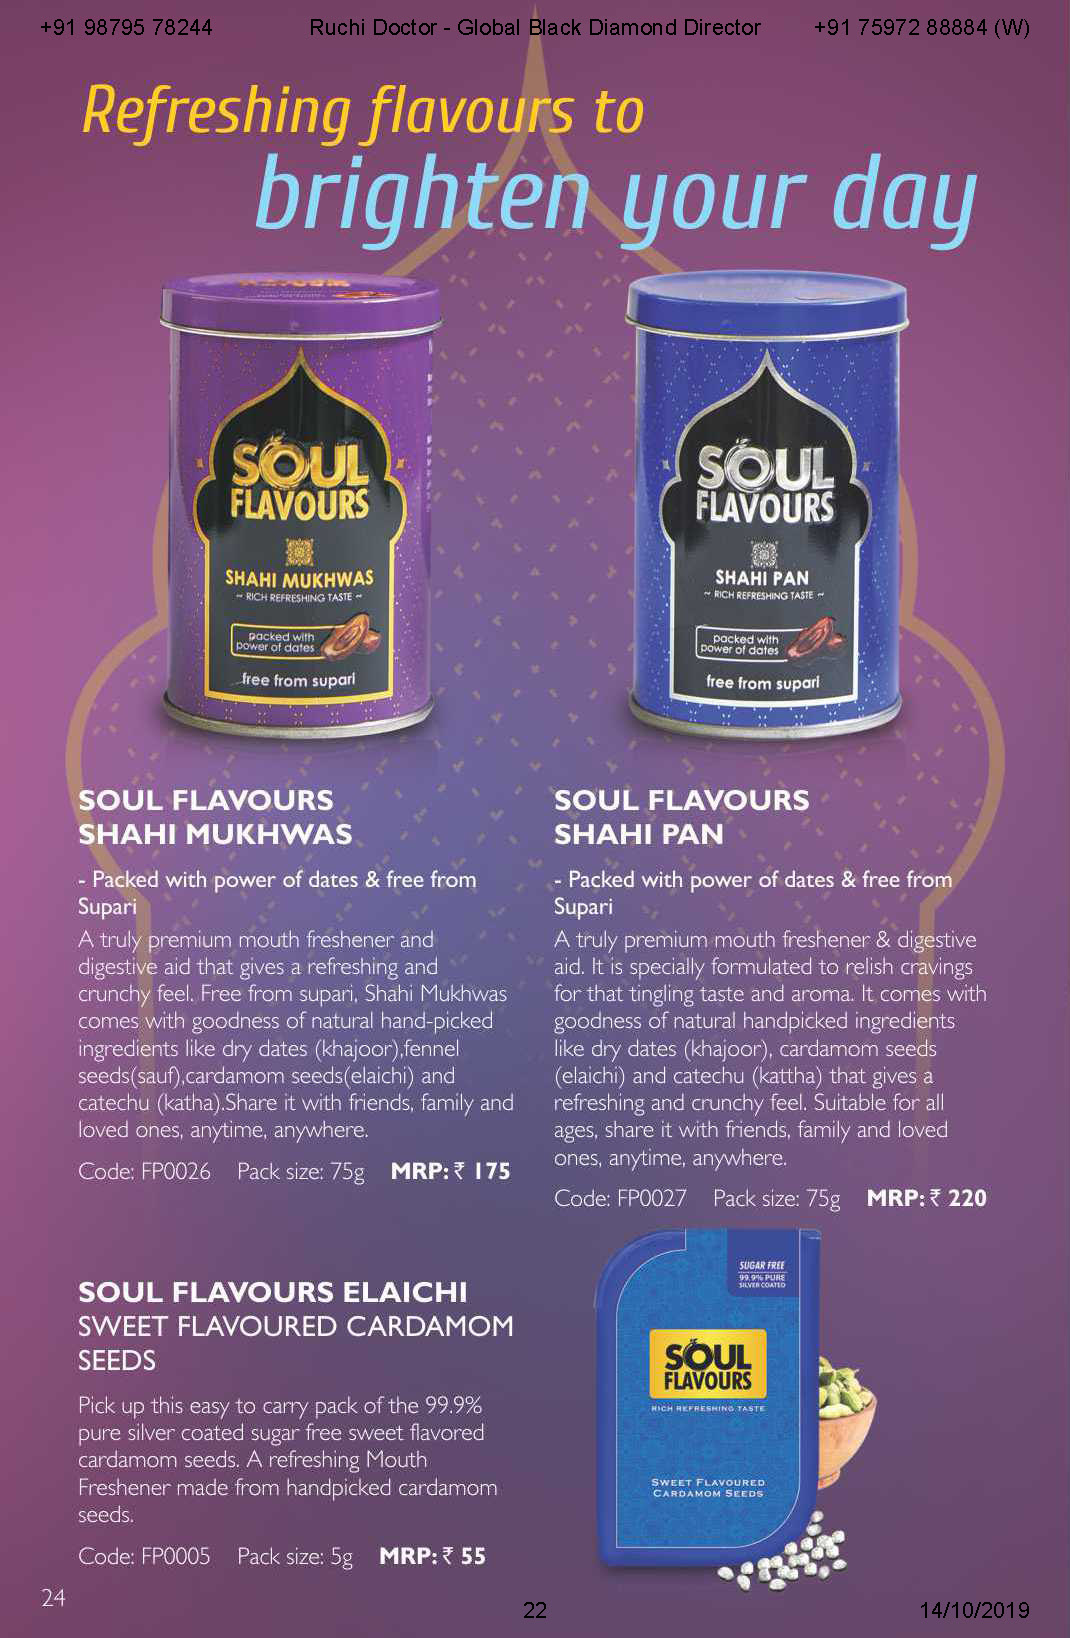 +91 98795 78244 Ruchi Doctor - Global Black Diamond Director +91 75972 88884 (W)
Refreshing flavours to
brighten your day
SOUL
FLAVOURS
SHAHI MUKHWAS
~ RICH REFRESHING TASTE ~
packed with
power of dates
free from supari
SOUL
FLAVOURS
SHAHI PAN
~ RICH REFRESHING TASTE ~
packed with
power of dates
free from supari
SOUL FLAVOURS
SHAHI MUKHWAS
- Packed with power of dates & free from
Supari
A truly premium mouth freshener and
digestive aid that gives a refreshing and
crunchy feel. Free from supari, Shahi Mukhwas
comes with goodness of natural hand-picked
ingredients like dry dates (khajoor),fennel
seeds(sauf),cardamom seeds(elaichi) and
catechu (katha).Share it with friends, family and
loved ones, anytime, anywhere.
Code: FP0026 Pack size: 75g MRP: ₹ 175
SOUL FLAVOURS
SHAHI PAN
- Packed with power of dates & free from
Supari
A truly premium mouth freshener & digestive
aid. It is specially formulated to relish cravings
for that tingling taste and aroma. It comes with
goodness of natural handpicked ingredients
like dry dates (khajoor), cardamom seeds
(elaichi) and catechu (kattha) that gives a
refreshing and crunchy feel. Suitable for all
ages, share it with friends, family and loved
ones, anytime, anywhere.
Code: FP0027 Pack size: 75g MRP: ₹ 220
SOUL FLAVOURS ELAICHI
SWEET FLAVOURED CARDAMOM
SEEDS
Pick up this easy to carry pack of the 99.9%
pure silver coated sugar free sweet flavored
cardamom seeds. A refreshing Mouth
Freshener made from handpicked cardamom
seeds.
Code: FP0005 Pack size: 5g MRP: ₹ 55
SUGAR FREE
99.9% PURE
SILVER COATED
SOUL
FLAVOURS
RICH REFRESHING TASTE
SWEET FLAVOURED
CARDAMOM SEEDS
24
22
14/10/2019